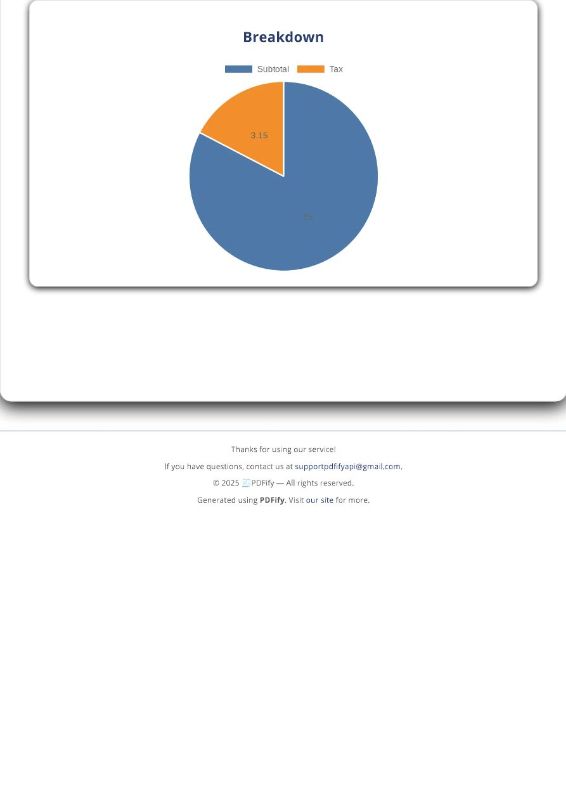 Breakdown
Subtotal Tax
3.15
15
Thanks for using our service!
If you have questions, contact us at supportpdfifyapi@gmail.com.
© 2025 🧾PDFify — All rights reserved.
Generated using PDFify. Visit our site for more.